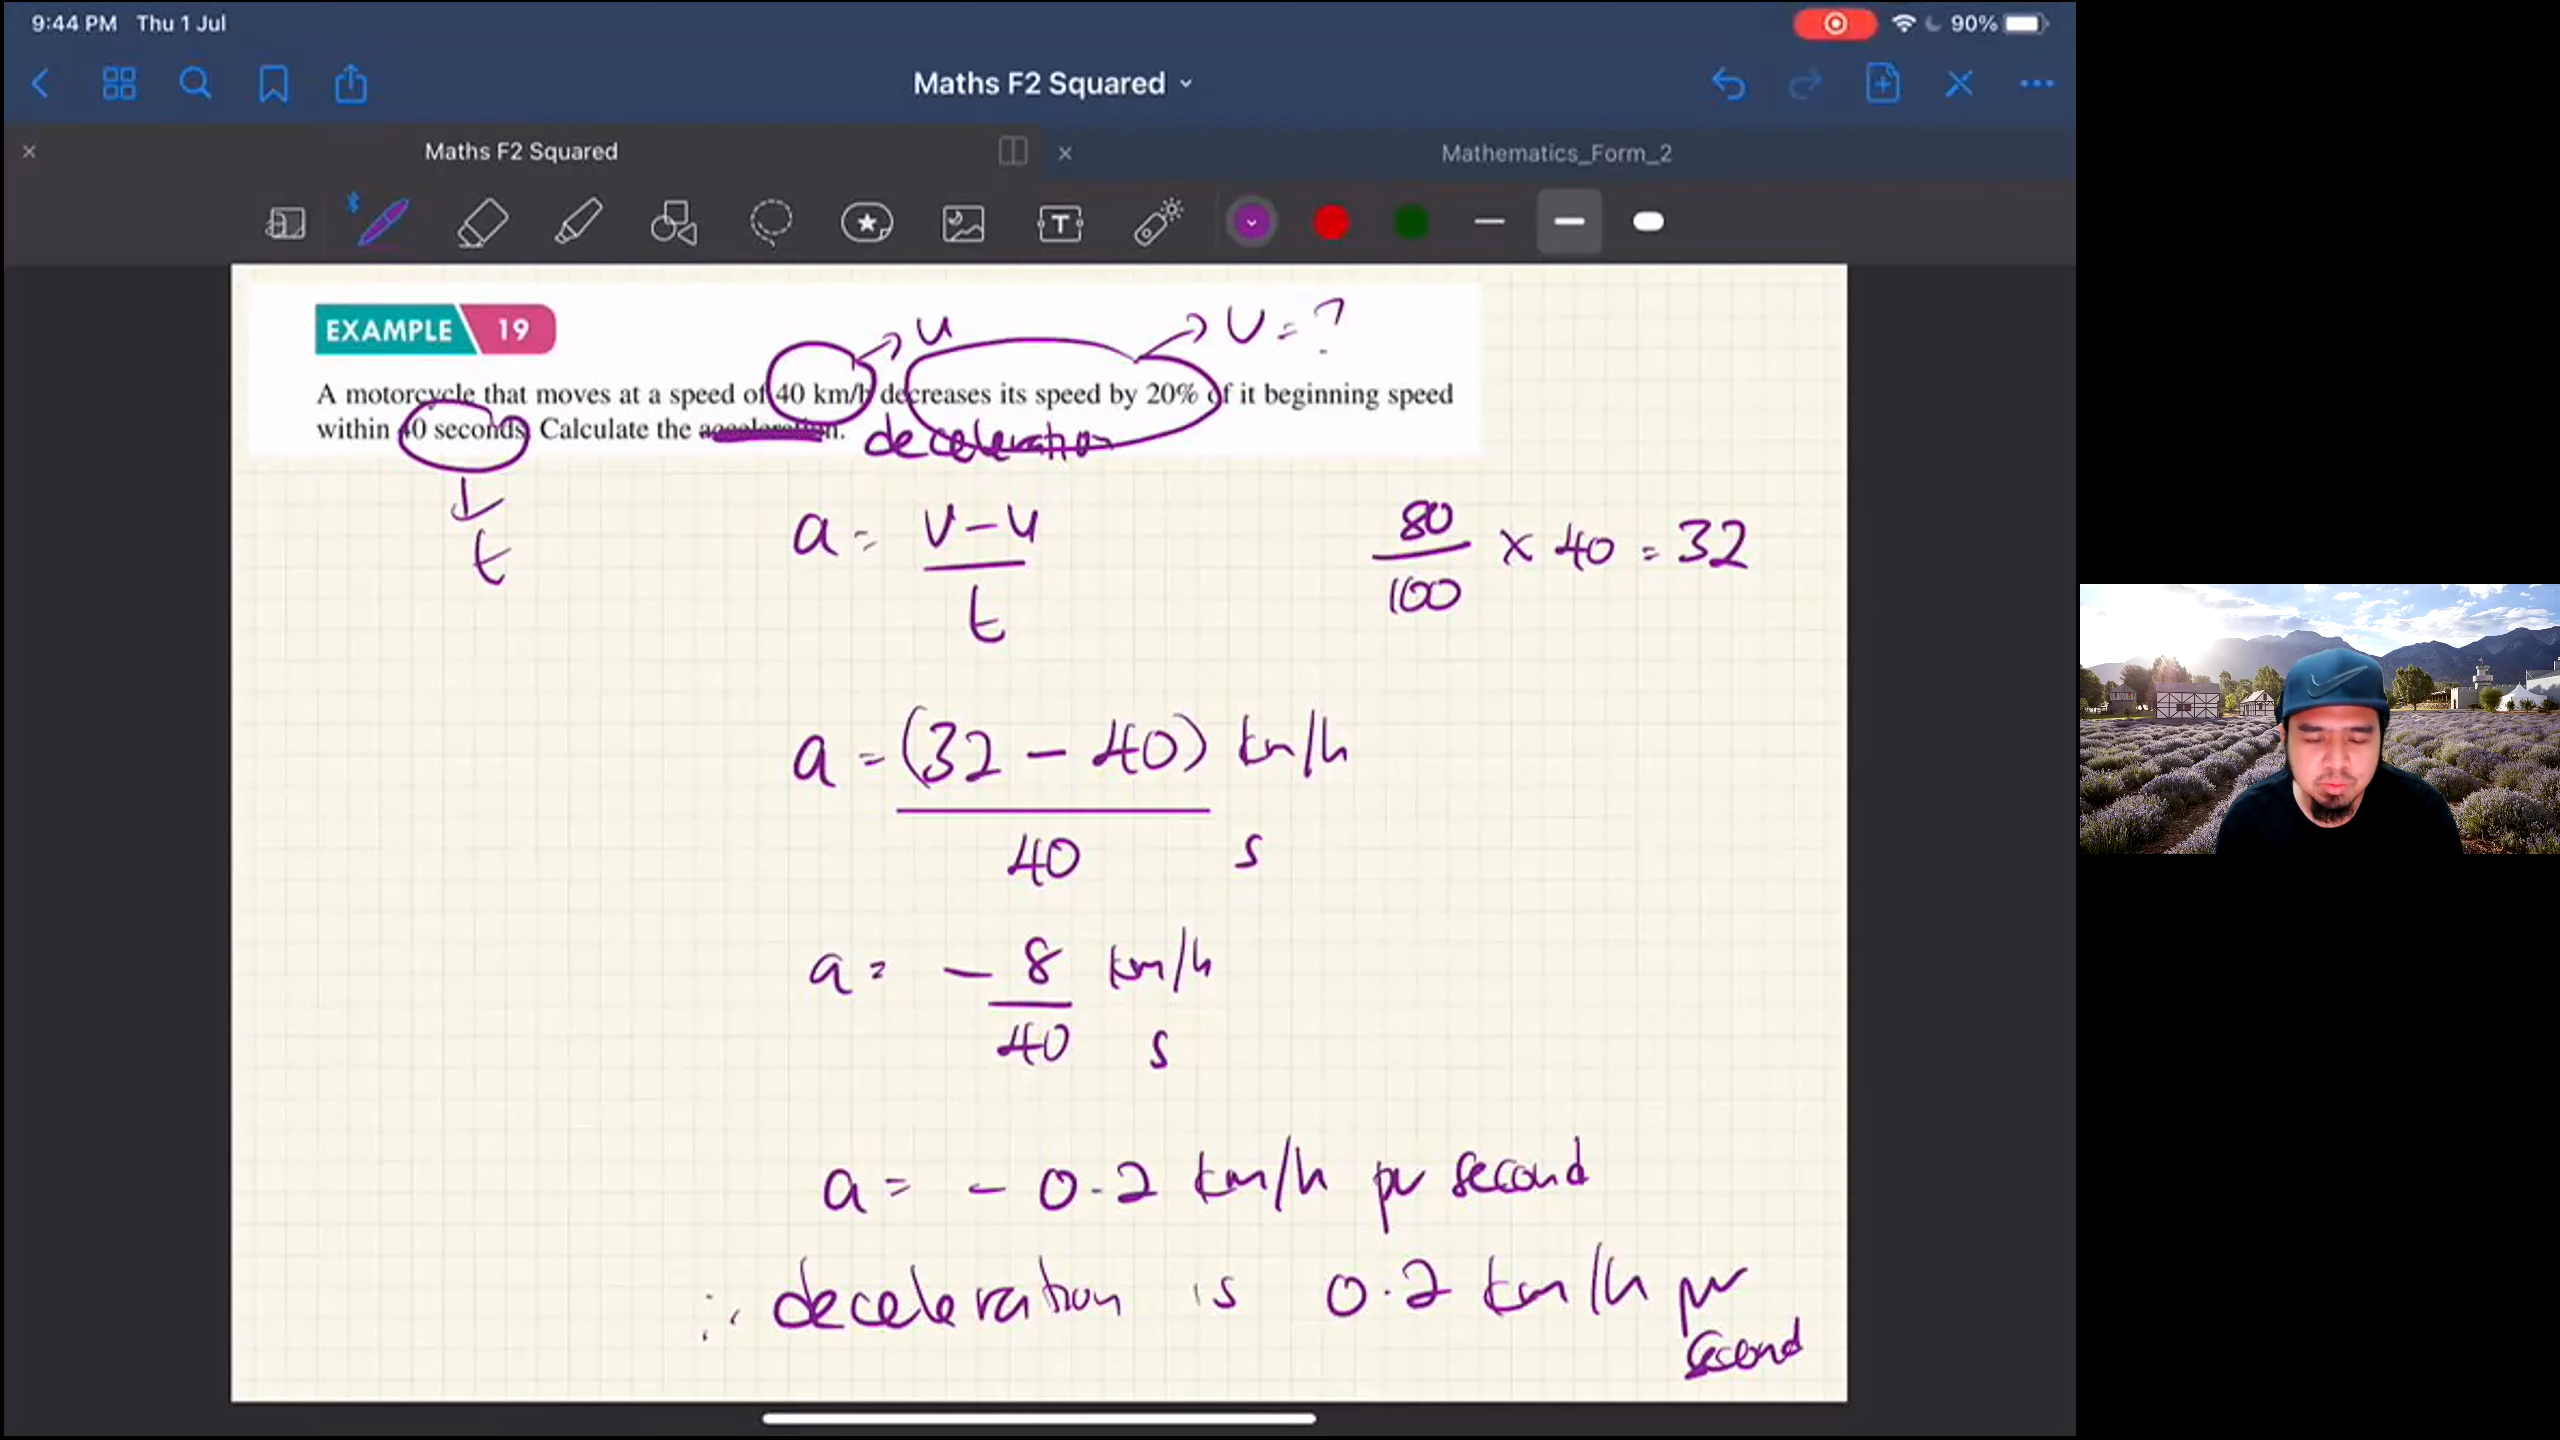 9:44 PM Thu 1 Jul 90%
Maths F2 Squared
Maths F2 Squared
Mathematics_Form_2
T
EXAMPLE 19
u
V = ?
A motorcycle that moves at a speed of 40 km/h decreases its speed by 20% of it beginning speed
within 40 seconds. Calculate the acceleration. deceleration
t
a = v - u
t
80
100
× 40 = 32
a = (32 - 40) km/h
40 s
a = - 8 km/h
40 s
a = - 0.2 km/h per second
∴ deceleration is 0.2 km/h per
second